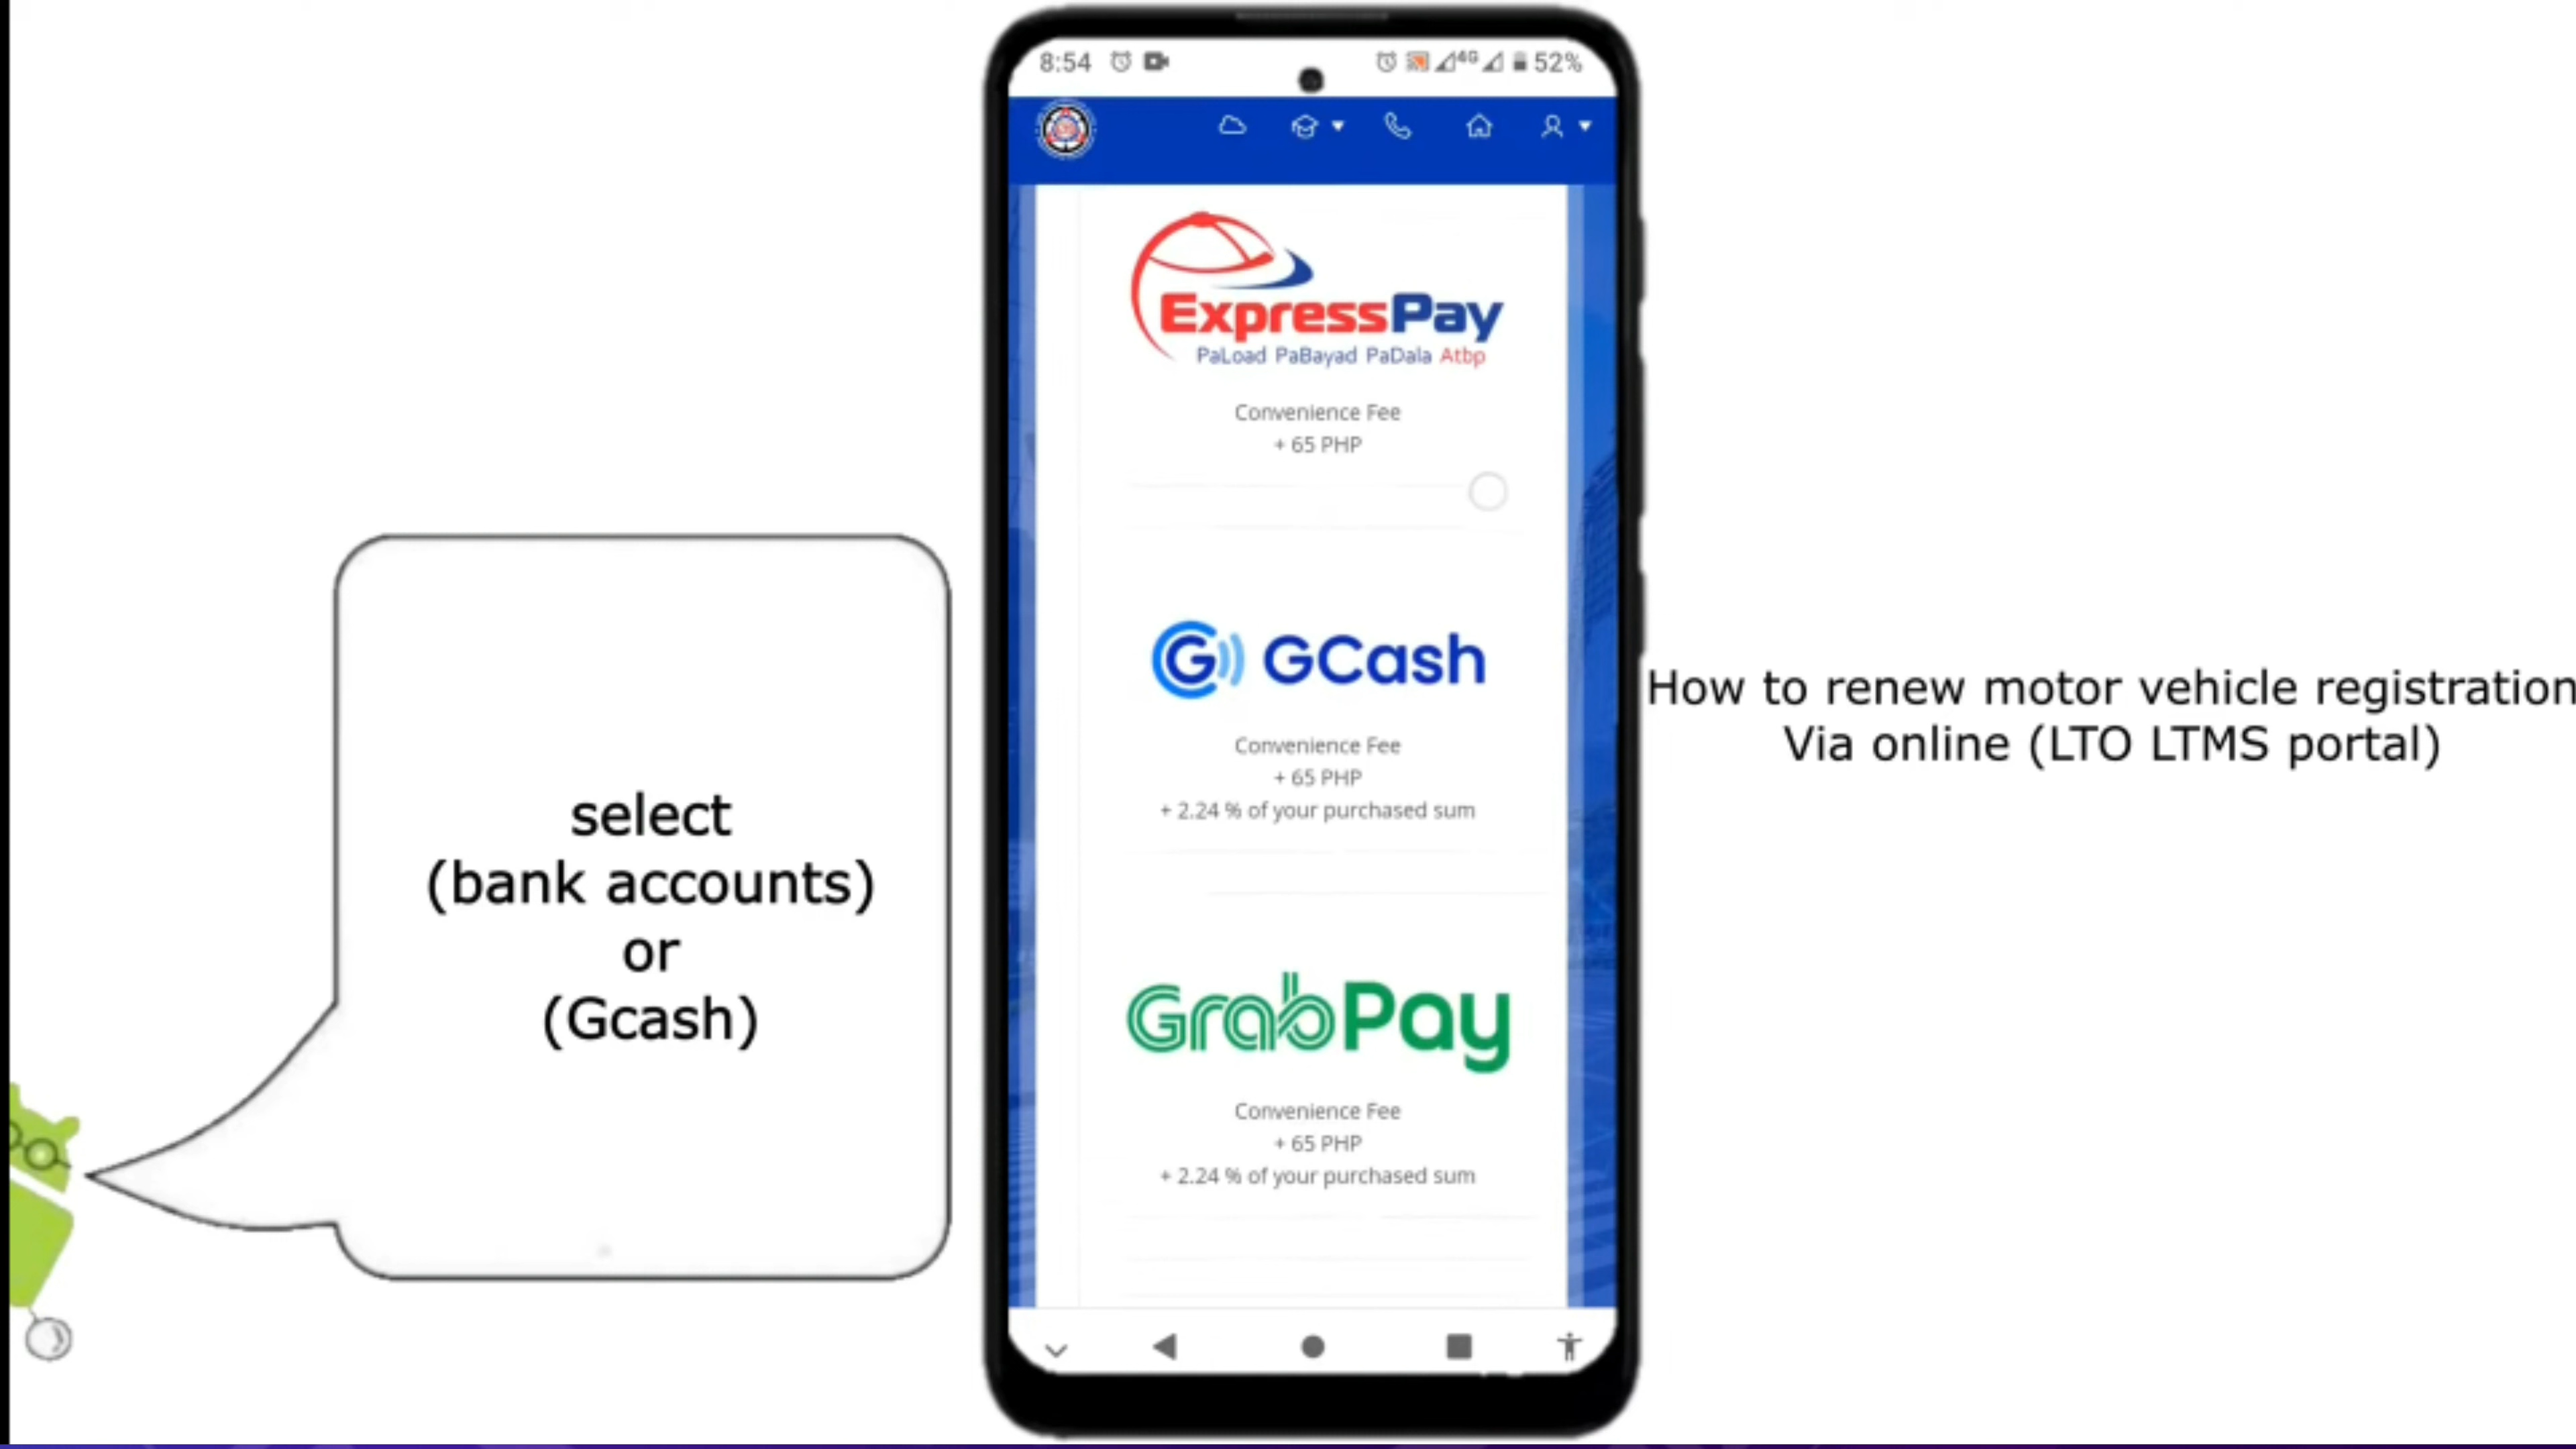 8:54
4G
52%
ExpressPay
PaLoad PaBayad PaDala Atbp
Convenience Fee
+ 65 PHP
GCash
Convenience Fee
+ 65 PHP
+ 2.24 % of your purchased sum
GrabPay
Convenience Fee
+ 65 PHP
+ 2.24 % of your purchased sum
select
(bank accounts)
or
(Gcash)
How to renew motor vehicle registration
Via online (LTO LTMS portal)